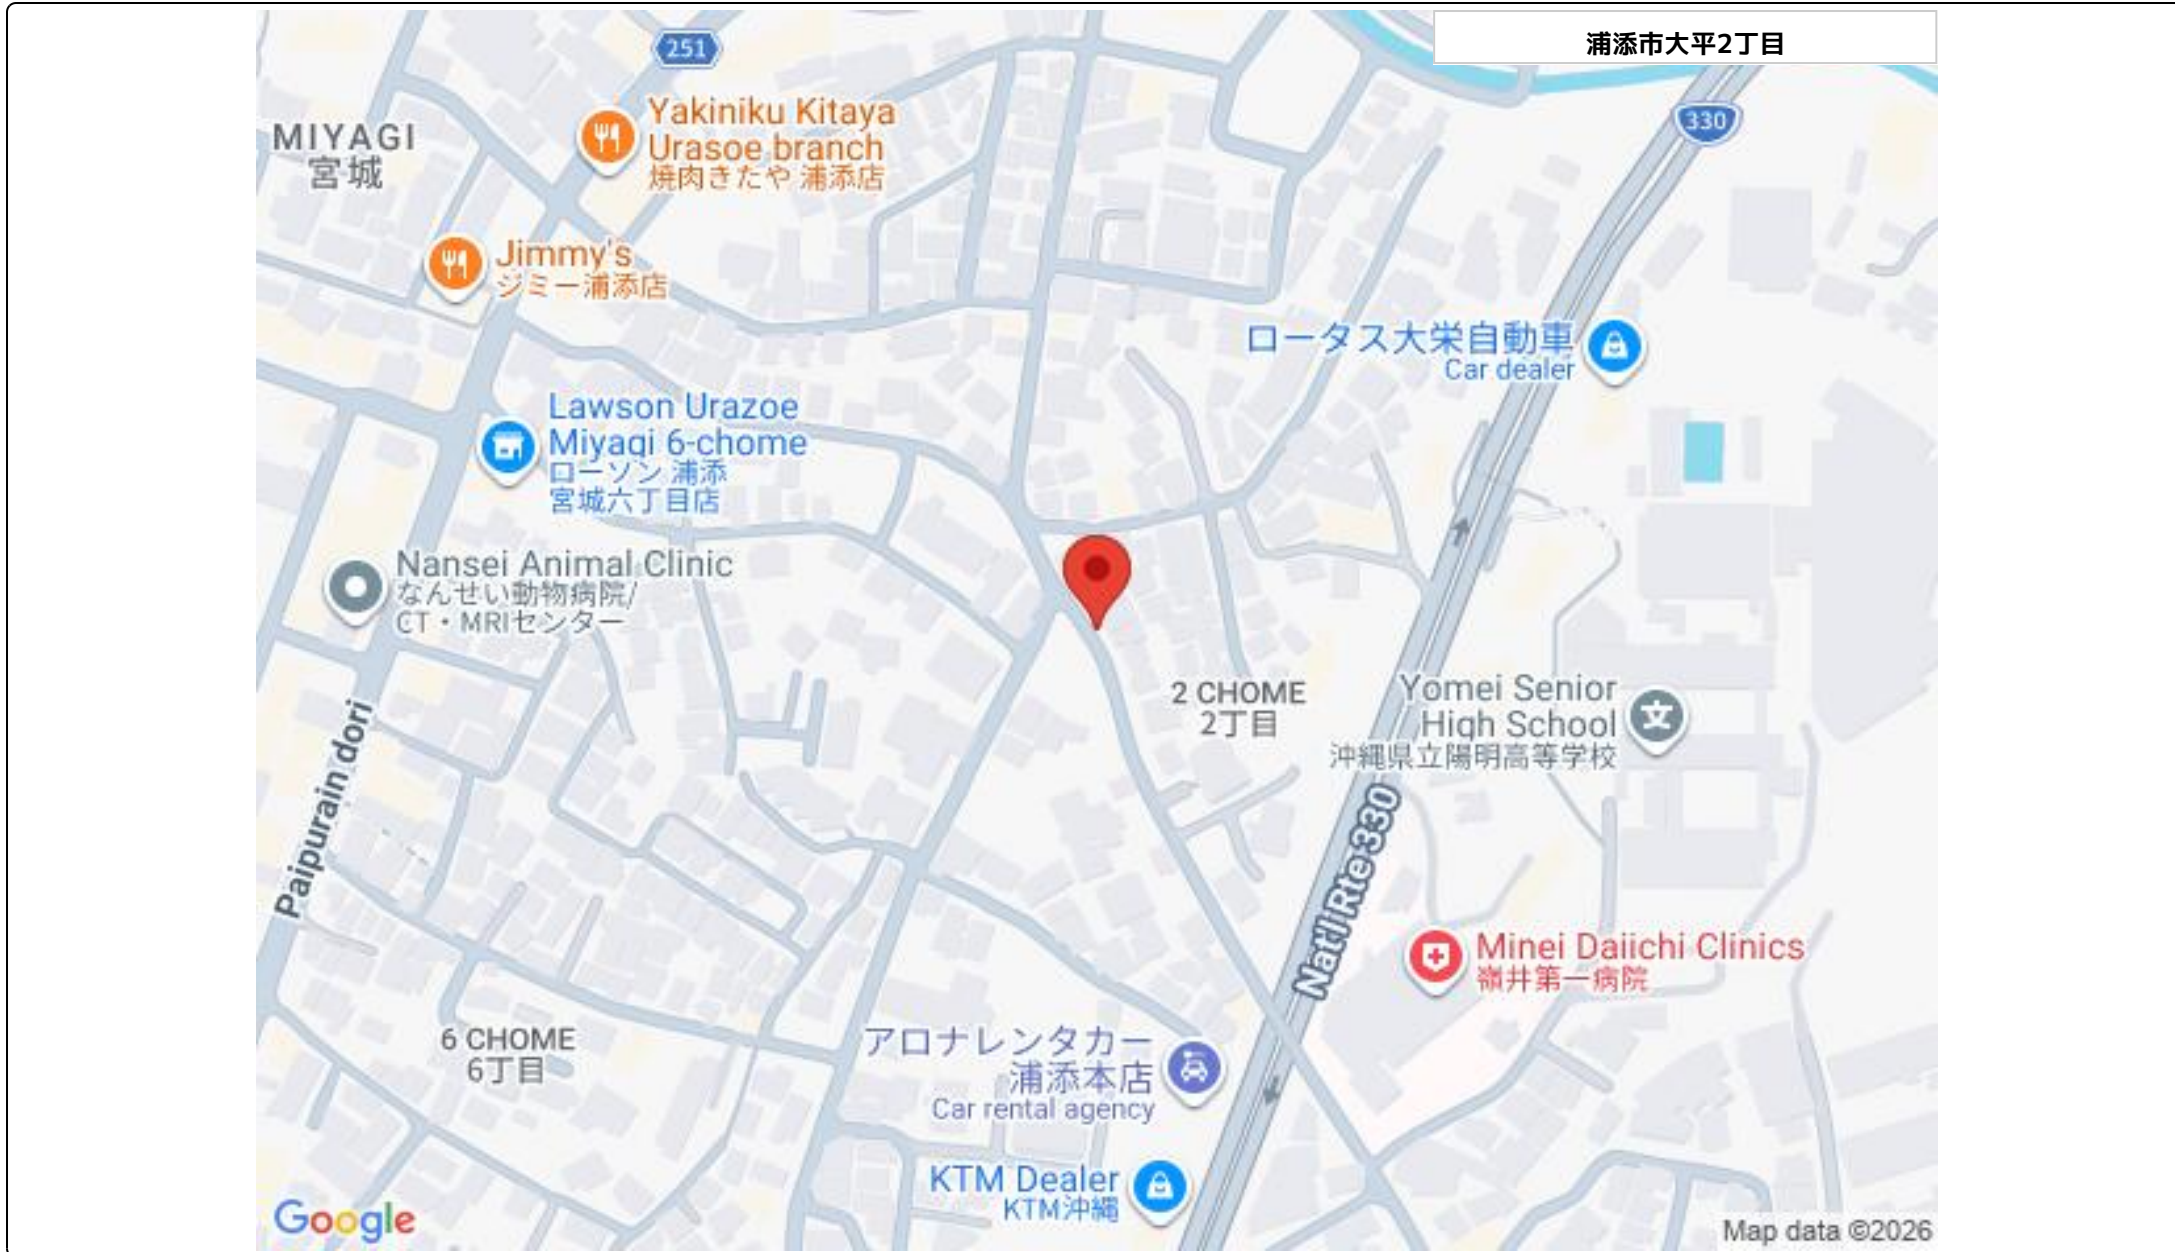 浦添市大平2丁目
251
330
Yakiniku Kitaya
Urasoe branch
焼肉きたや 浦添店
MIYAGI
宮城
Jimmy's
ジミー浦添店
ロータス大栄自動車
Car dealer
Lawson Urazoe
Miyagi 6-chome
ローソン 浦添
宮城六丁目店
Nansei Animal Clinic
なんせい動物病院/
CT・MRIセンター
2 CHOME
2丁目
Yomei Senior
High School
沖縄県立陽明高等学校
Paipurain dori
Nat'l Rte 330
Minei Daiichi Clinics
嶺井第一病院
6 CHOME
6丁目
アロナレンタカー
浦添本店
Car rental agency
KTM Dealer
KTM沖縄
Google
Map data ©2026